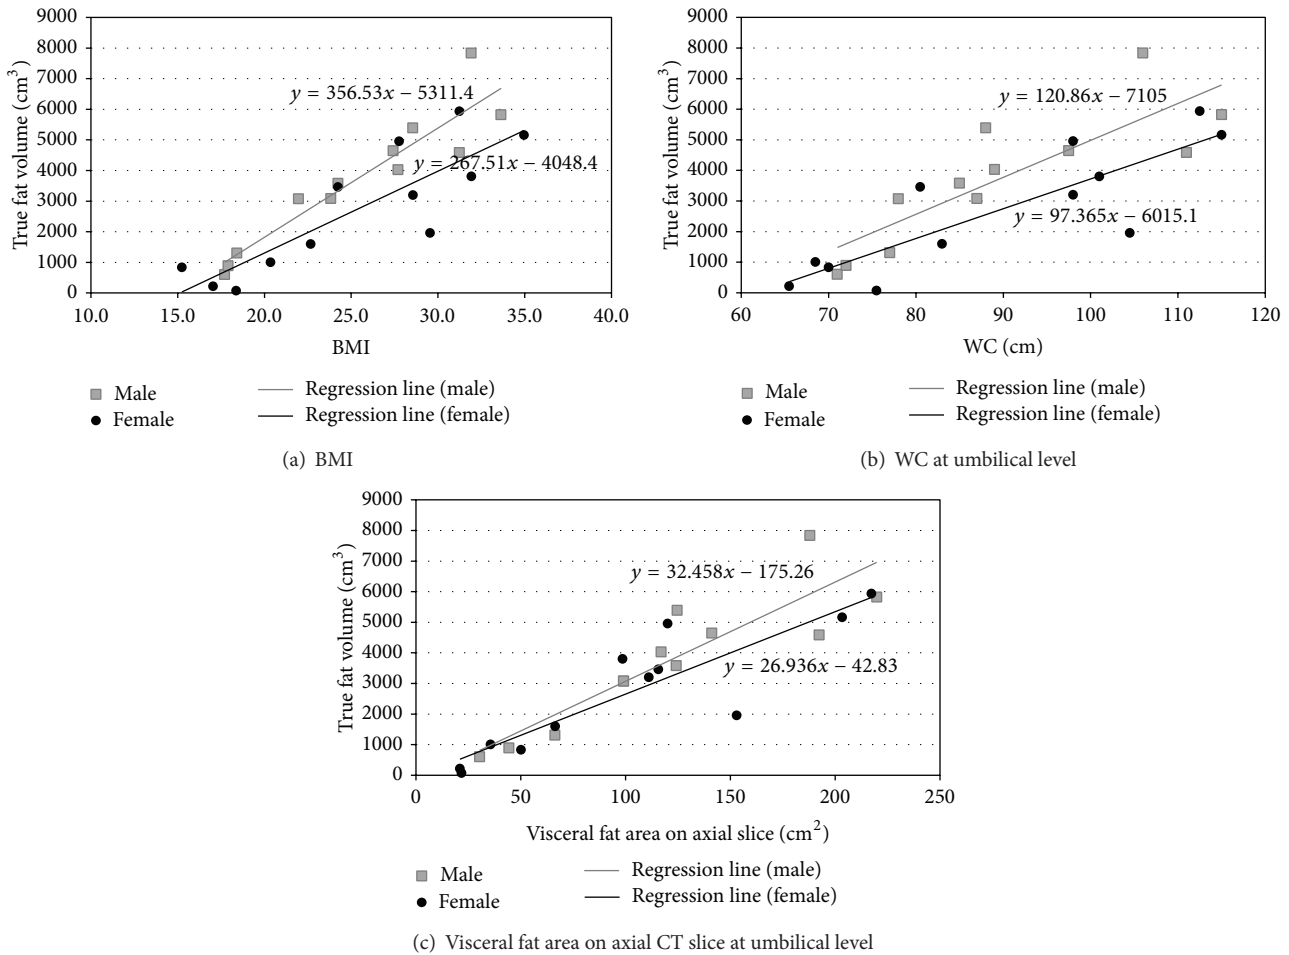 True fat volume (cm³)
9000
8000
7000
6000
5000
4000
3000
2000
1000
0
y = 356.53x − 5311.4
y = 267.51x − 4048.4
10.0 15.0 20.0 25.0 30.0 35.0 40.0
BMI
Male
Female
Regression line (male)
Regression line (female)
(a) BMI
True fat volume (cm³)
9000
8000
7000
6000
5000
4000
3000
2000
1000
0
y = 120.86x − 7105
y = 97.365x − 6015.1
60 70 80 90 100 110 120
WC (cm)
Male
Female
Regression line (male)
Regression line (female)
(b) WC at umbilical level
True fat volume (cm³)
9000
8000
7000
6000
5000
4000
3000
2000
1000
0
y = 32.458x − 175.26
y = 26.936x − 42.83
0 50 100 150 200 250
Visceral fat area on axial slice (cm²)
Male
Female
Regression line (male)
Regression line (female)
(c) Visceral fat area on axial CT slice at umbilical level